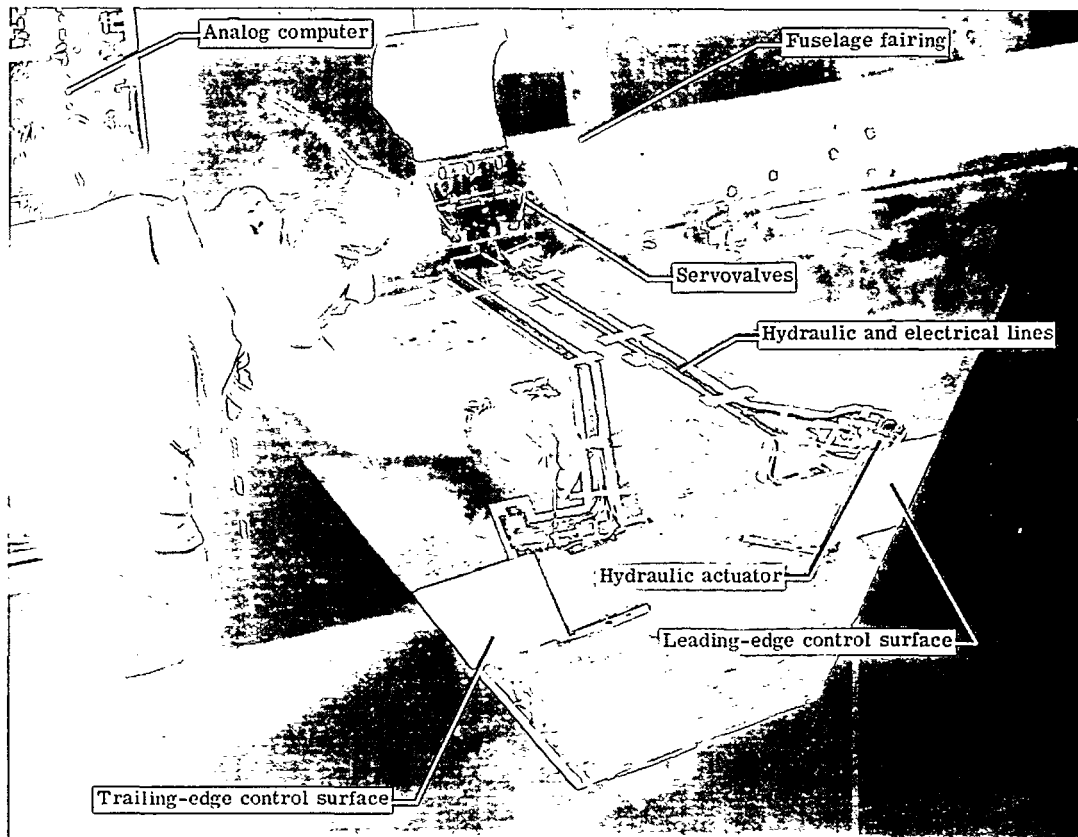 Analog computer
Fuselage fairing
Servovalves
Hydraulic and electrical lines
Hydraulic actuator
Leading-edge control surface
Trailing-edge control surface